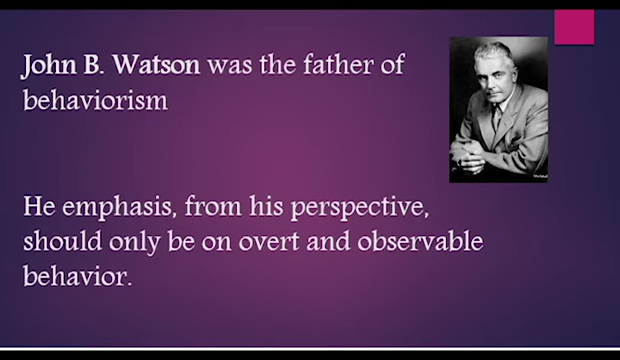 John B. Watson was the father of
behaviorism
He emphasis, from his perspective,
should only be on overt and observable
behavior.